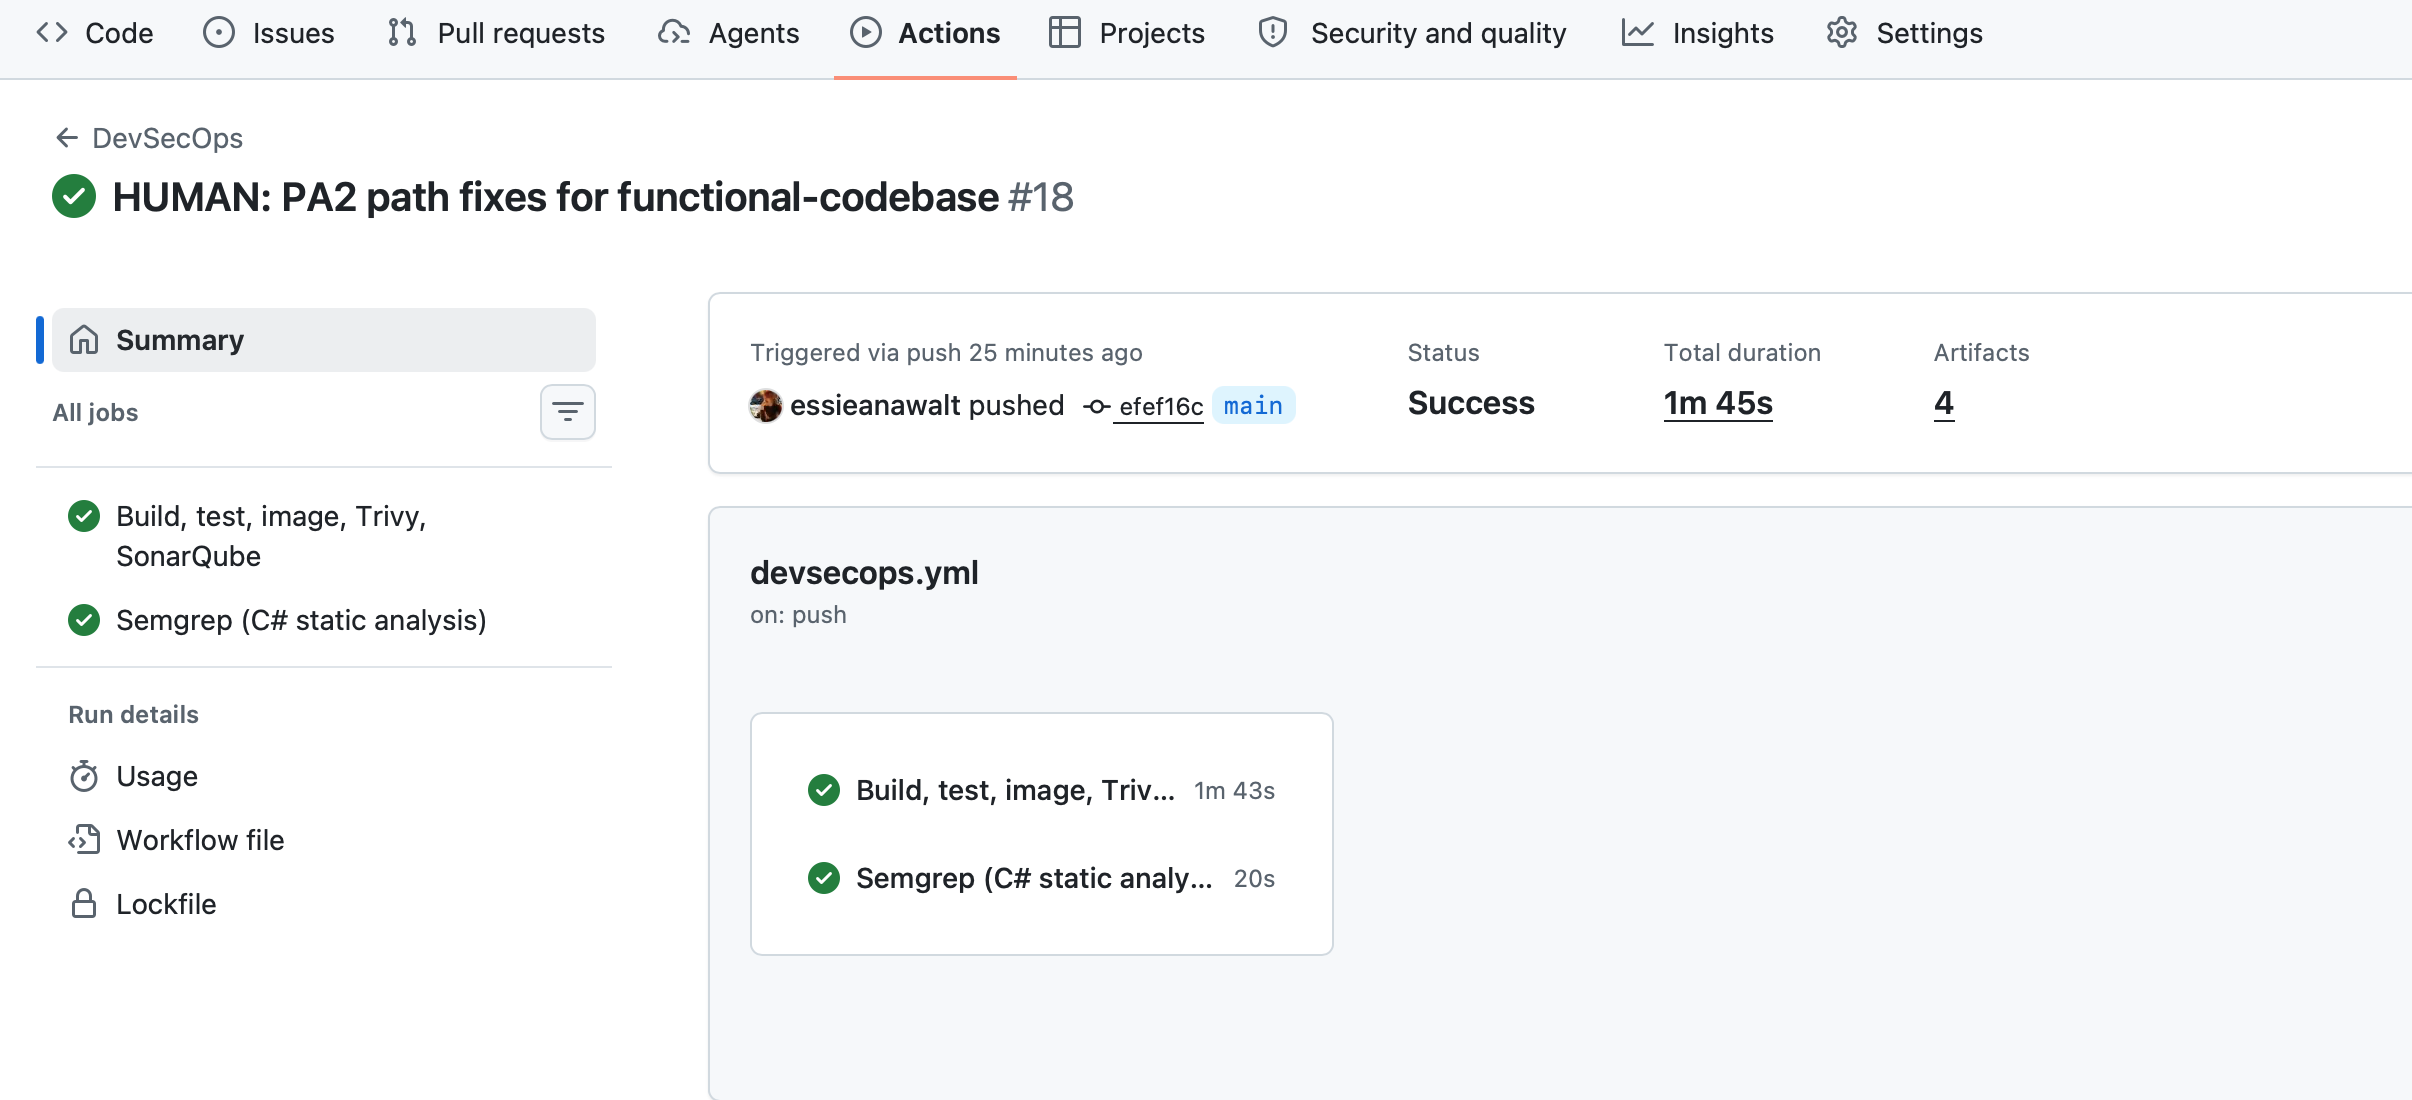 Code Issues Pull requests Agents Actions Projects Security and quality Insights Settings
DevSecOps
HUMAN: PA2 path fixes for functional-codebase #18
Summary
All jobs
Build, test, image, Trivy,
SonarQube
Semgrep (C# static analysis)
Run details
Usage
Workflow file
Lockfile
Triggered via push 25 minutes ago
essieanawalt pushed efef16c main
Status
Success
Total duration
1m 45s
Artifacts
4
devsecops.yml
on: push
Build, test, image, Triv... 1m 43s
Semgrep (C# static analy... 20s